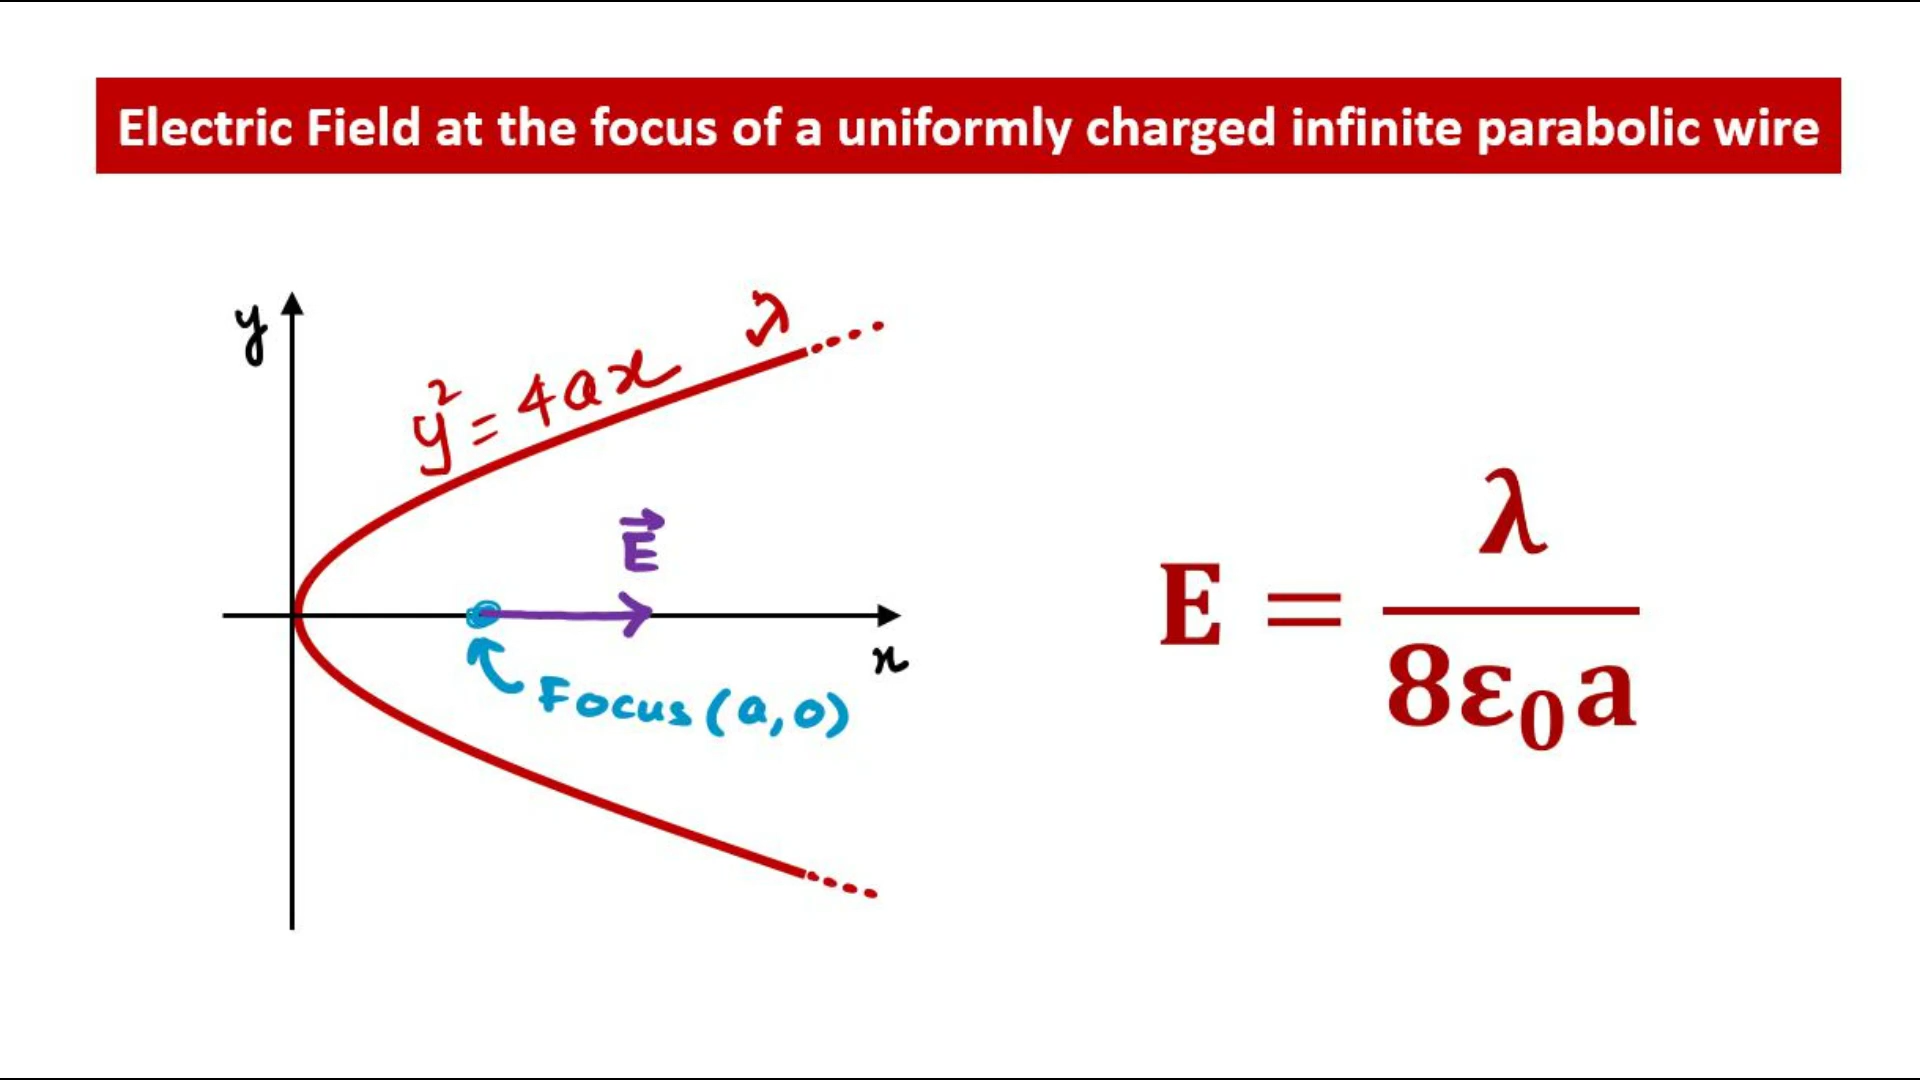 Electric Field at the focus of a uniformly charged infinite parabolic wire
y
λ
y² = 4ax
E⃗
x
Focus (a, 0)
E = λ / 8ε₀a